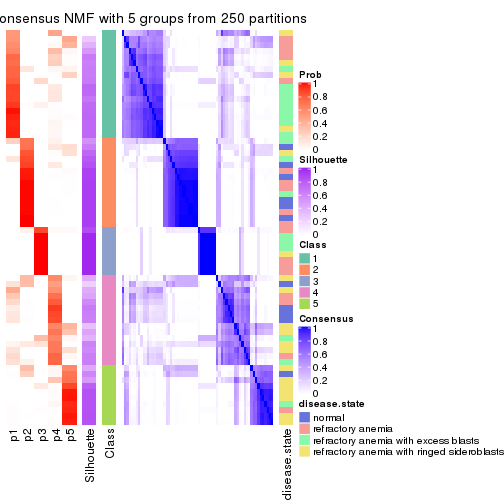 onsensus NMF with 5 groups from 250 partitions
Prob
1
0.8
0.6
0.4
0.2
0
Silhouette
1
0.8
0.6
0.4
0.2
0
Class
1
2
3
4
5
Consensus
1
0.8
0.6
0.4
0.2
0
disease.state
normal
refractory anemia
refractory anemia with excess blasts
refractory anemia with ringed sideroblasts
p1
p2
p3
p4
p5
Silhouette
Class
disease.state